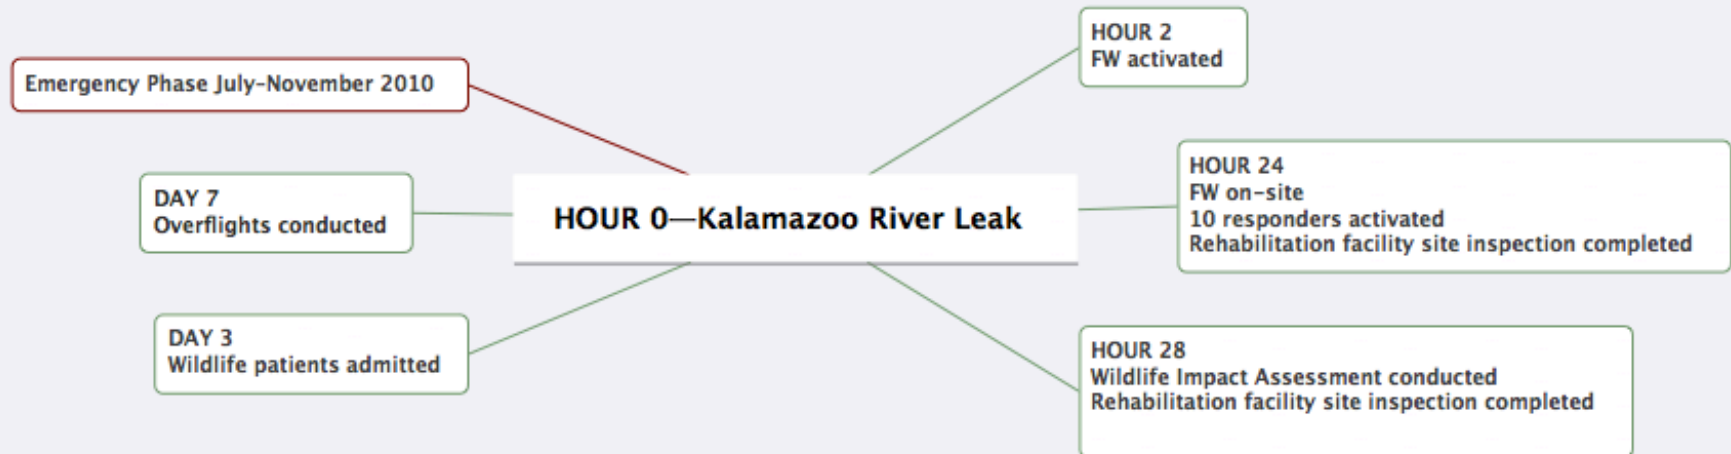 Emergency Phase July–November 2010
HOUR 2
FW activated
HOUR 24
FW on-site
10 responders activated
Rehabilitation facility site inspection completed
DAY 7
Overflights conducted
HOUR 0—Kalamazoo River Leak
DAY 3
Wildlife patients admitted
HOUR 28
Wildlife Impact Assessment conducted
Rehabilitation facility site inspection completed